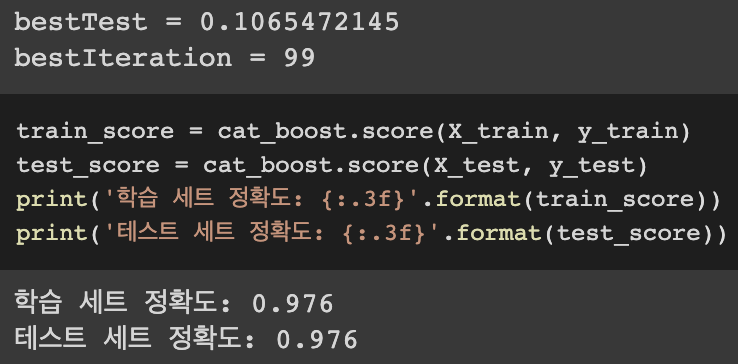 bestTest = 0.1065472145
bestIteration = 99
train_score = cat_boost.score(X_train, y_train)
test_score = cat_boost.score(X_test, y_test)
print('학습 세트 정확도: {:.3f}'.format(train_score))
print('테스트 세트 정확도: {:.3f}'.format(test_score))
학습 세트 정확도: 0.976
테스트 세트 정확도: 0.976